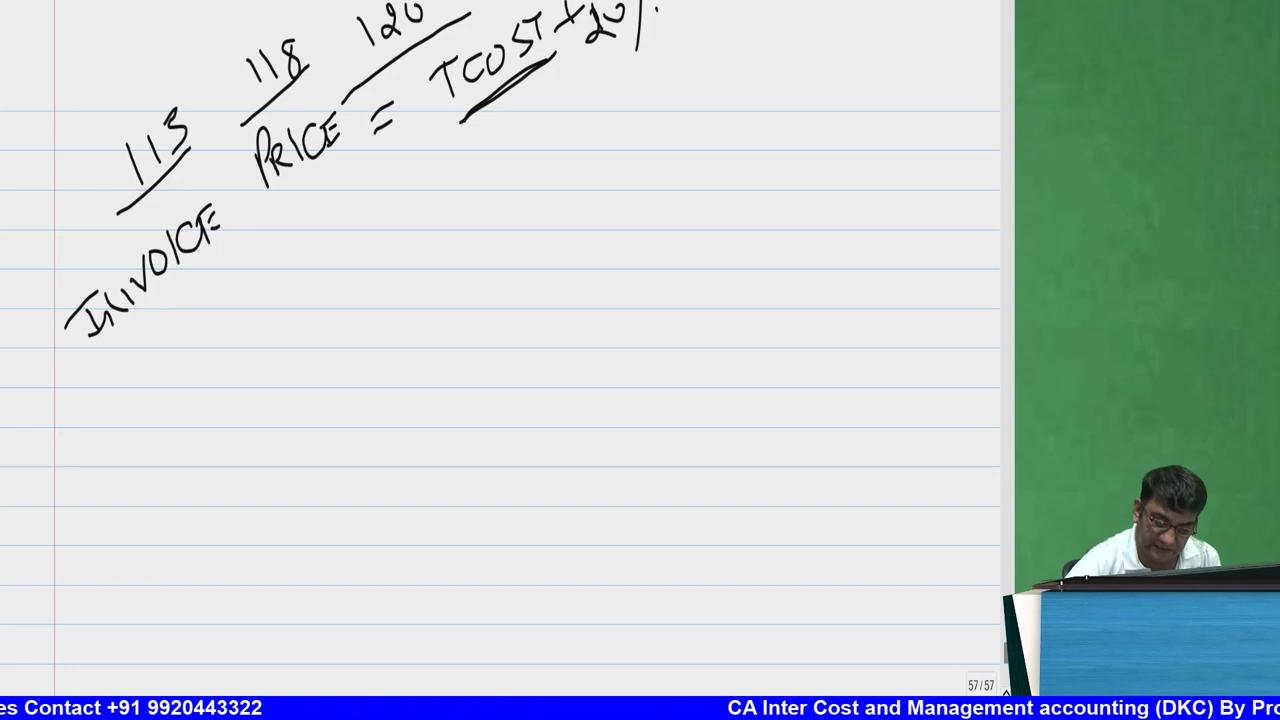 113 118 120
INVOICE PRICE = TCOST + 20%.
57/57
es Contact +91 9920443322
CA Inter Cost and Management accounting (DKC) By Pro